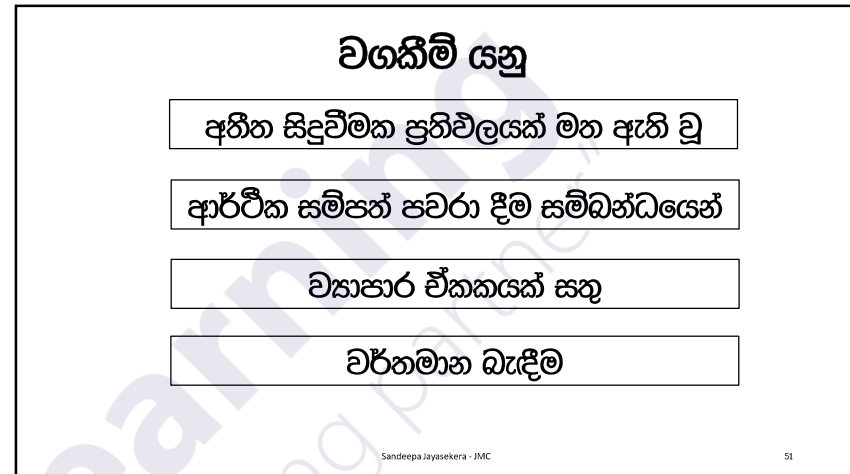 වගකීම් යනු
අතීත සිදුවීමක ප්‍රතිඵලයක් මත ඇති වූ
ආර්ථික සම්පත් පවරා දීම සම්බන්ධයෙන්
ව්‍යාපාර ඒකකයක් සතු
වර්තමාන බැඳීම
Sandeepa Jayasekera - JMC
51